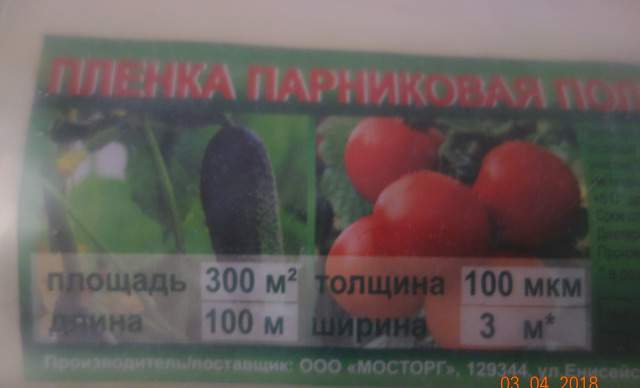 ПЛЕНКА ПАРНИКОВАЯ
площадь 300 м² толщина 100 мкм
длина 100 м ширина 3 м*
Производитель/поставщик: ООО «МОСТОРГ», 129344,
03 04 2018